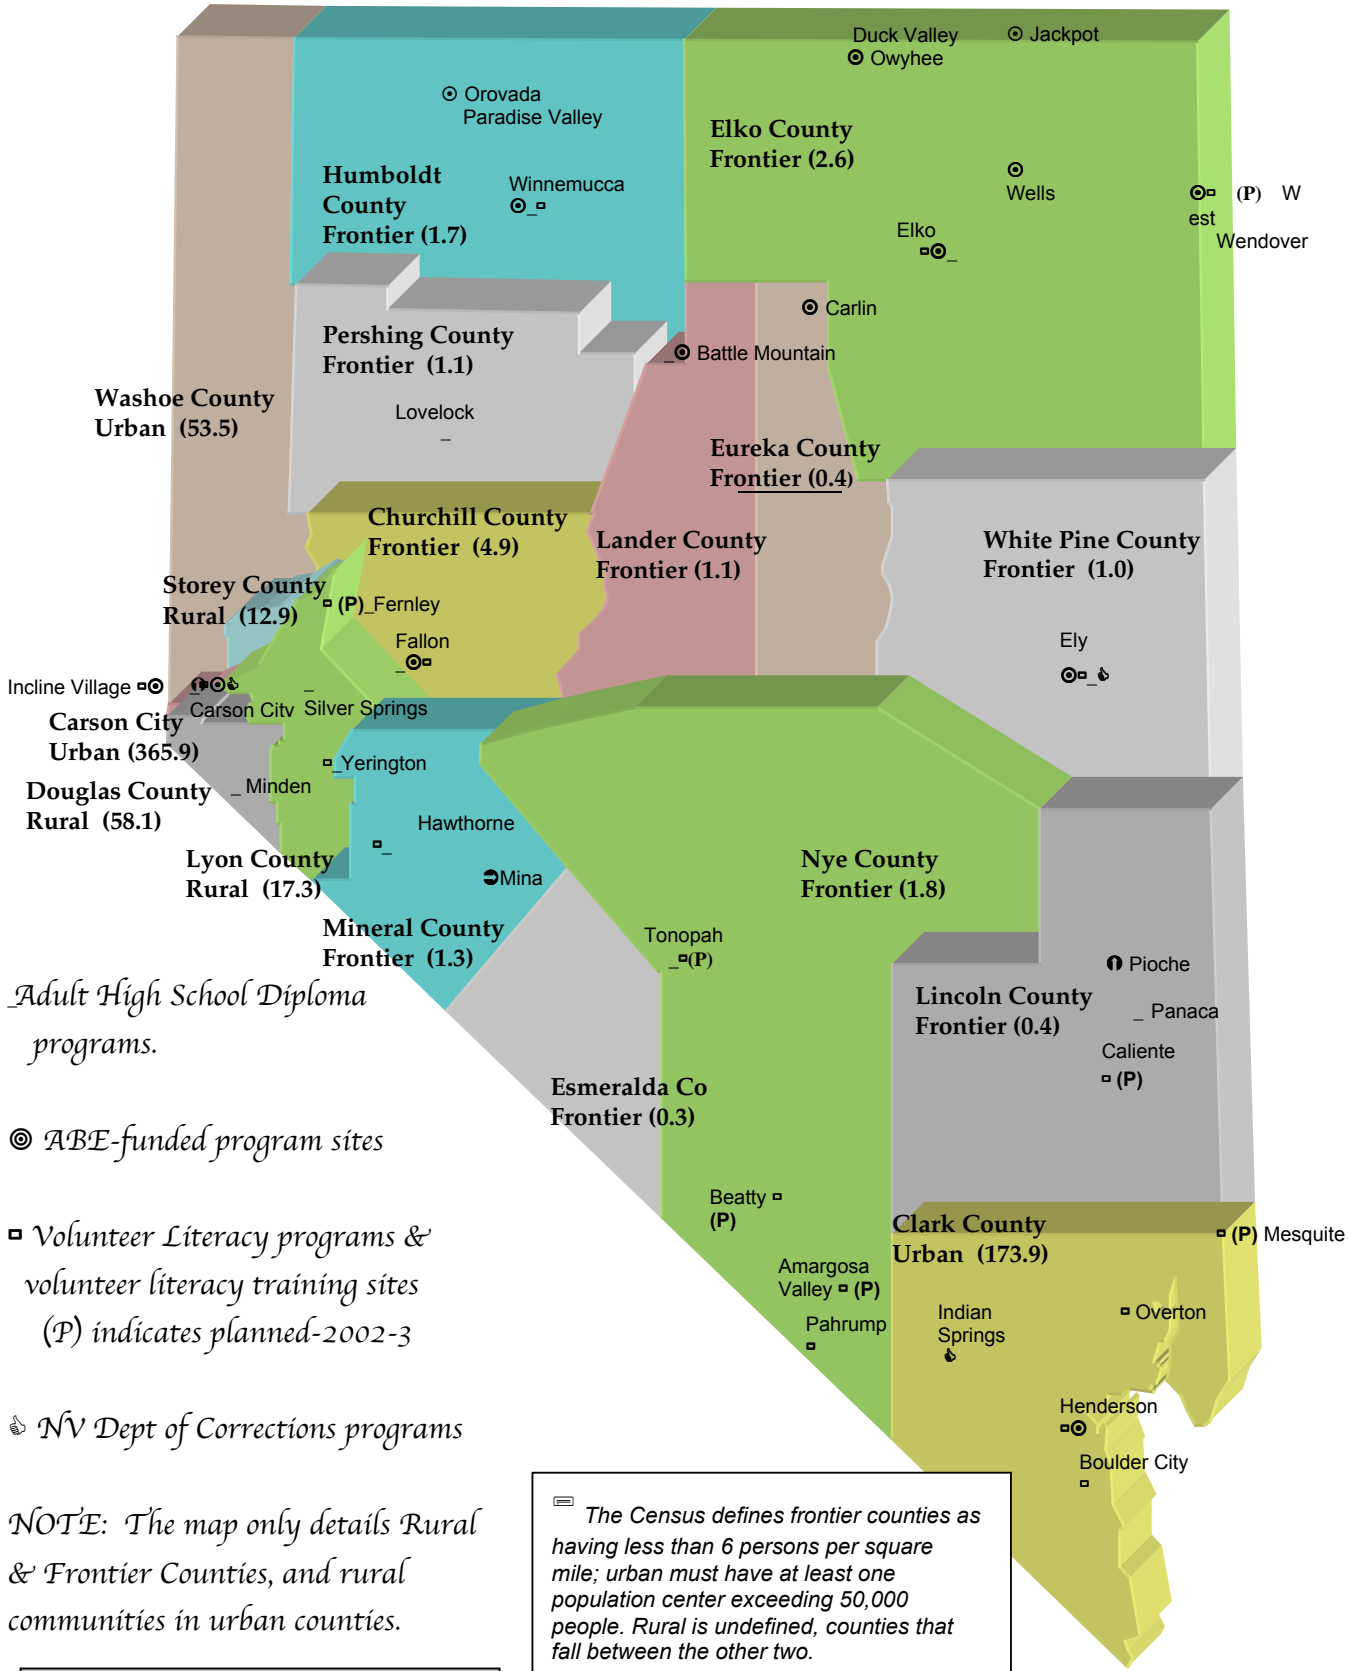 Duck Valley
Owyhee
Jackpot
Orovada
Paradise Valley
Elko County
Frontier (2.6)
Humboldt
County
Frontier (1.7)
Winnemucca
Wells
(P) W
est
Wendover
Elko
Carlin
Pershing County
Frontier (1.1)
Battle Mountain
Washoe County
Urban (53.5)
Lovelock
Eureka County
Frontier (0.4)
Churchill County
Frontier (4.9)
Lander County
Frontier (1.1)
White Pine County
Frontier (1.0)
Storey County
Rural (12.9)
(P)_Fernley
Fallon
Ely
Incline Village
Carson City
Silver Springs
Carson City
Urban (365.9)
Yerington
Douglas County
Rural (58.1)
_ Minden
Hawthorne
Lyon County
Rural (17.3)
Mina
Nye County
Frontier (1.8)
Mineral County
Frontier (1.3)
Tonopah
(P)
Pioche
Lincoln County
Frontier (0.4)
_ Panaca
Caliente
(P)
_Adult High School Diploma
programs.
Esmeralda Co
Frontier (0.3)
ABE-funded program sites
Beatty
(P)
Clark County
Urban (173.9)
(P) Mesquite
Volunteer Literacy programs &
volunteer literacy training sites
(P) indicates planned-2002-3
Amargosa
Valley (P)
Pahrump
Indian
Springs
Overton
NV Dept of Corrections programs
Henderson
Boulder City
NOTE: The map only details Rural
& Frontier Counties, and rural
communities in urban counties.
The Census defines frontier counties as
having less than 6 persons per square
mile; urban must have at least one
population center exceeding 50,000
people. Rural is undefined, counties that
fall between the other two.